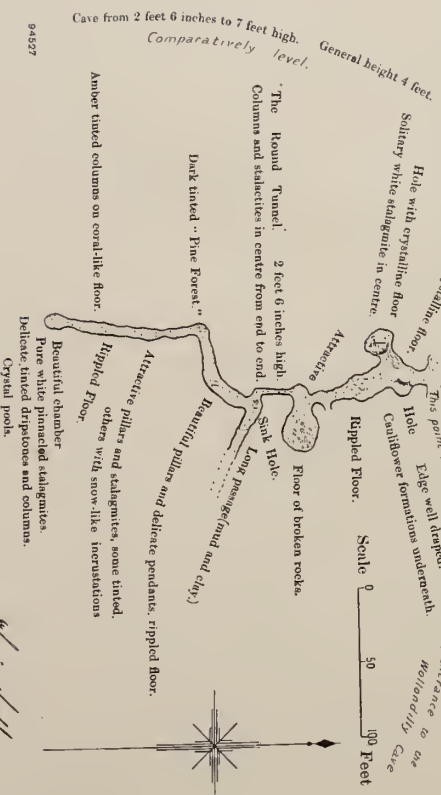 Cave from 2 feet 6 inches to 7 feet high. General height 4 feet.
Comparatively level.
94527
Hole with crystalline floor
Solitary white stalagmite in centre.
"The Round Tunnel." 2 feet 6 inches high.
Columns and stalactites in centre from end to end.
Dark tinted "Pine Forest."
Amber tinted columns on coral-like floor.
floor.
This
Hole
Edge well draped.
Cauliflower formations underneath.
Attractive
Rippled Floor.
Floor of broken rocks.
Sink Hole.
Long passage (mud and clay.)
Beautiful pillars and delicate pendants, rippled floor.
Attractive pillars and stalagmites, some tinted,
others with snow-like incrustations
Rippled Floor.
Beautiful chamber
Pure white pinnacled stalagmites.
Delicate tinted dripstones and columns.
Crystal pools.
Scale 0 50 100 Feet
to the
Wollondilly Cave